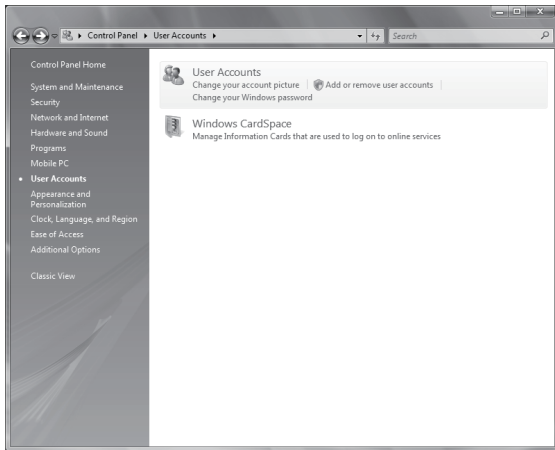 Control Panel ▸ User Accounts ▸
Search
Control Panel Home
System and Maintenance
Security
Network and Internet
Hardware and Sound
Programs
Mobile PC
• User Accounts
Appearance and
Personalization
Clock, Language, and Region
Ease of Access
Additional Options
Classic View
User Accounts
Change your account picture | Add or remove user accounts |
Change your Windows password
Windows CardSpace
Manage Information Cards that are used to log on to online services